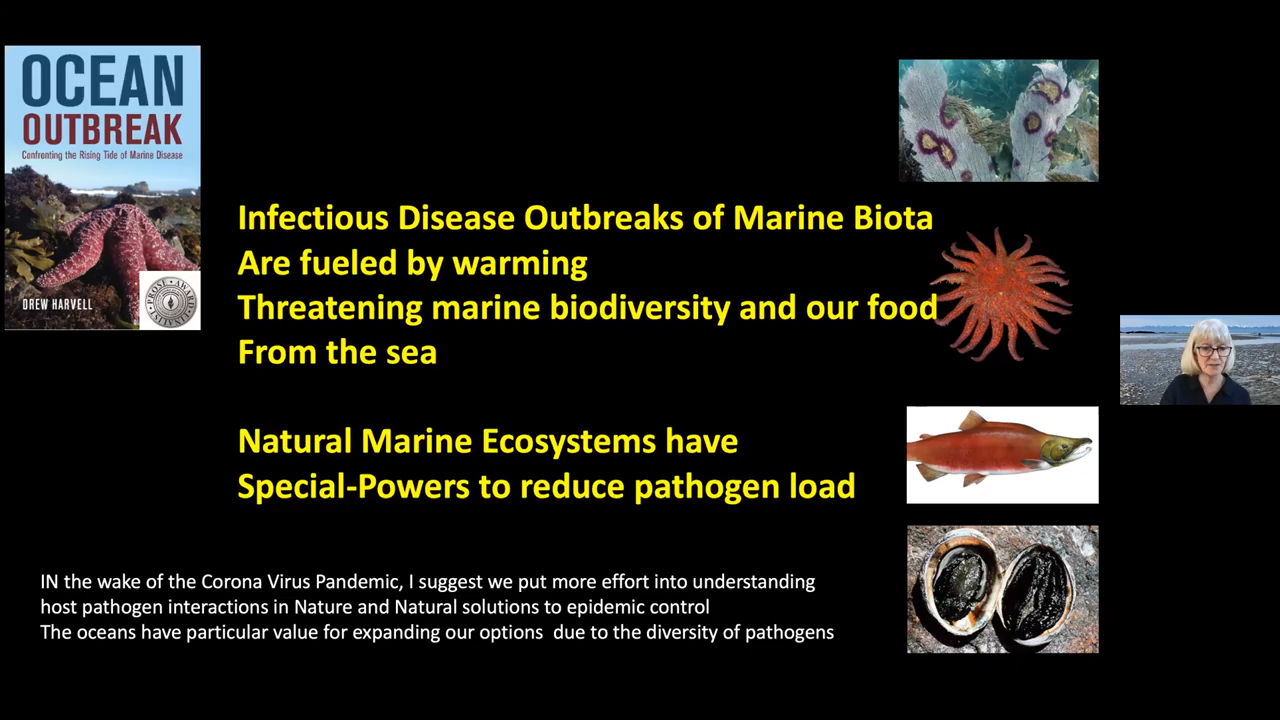 OCEAN
OUTBREAK
Confronting the Rising Tide of Marine Disease
DREW HARVELL
Infectious Disease Outbreaks of Marine Biota
Are fueled by warming
Threatening marine biodiversity and our food
From the sea
Natural Marine Ecosystems have
Special-Powers to reduce pathogen load
IN the wake of the Corona Virus Pandemic, I suggest we put more effort into understanding
host pathogen interactions in Nature and Natural solutions to epidemic control
The oceans have particular value for expanding our options  due to the diversity of pathogens